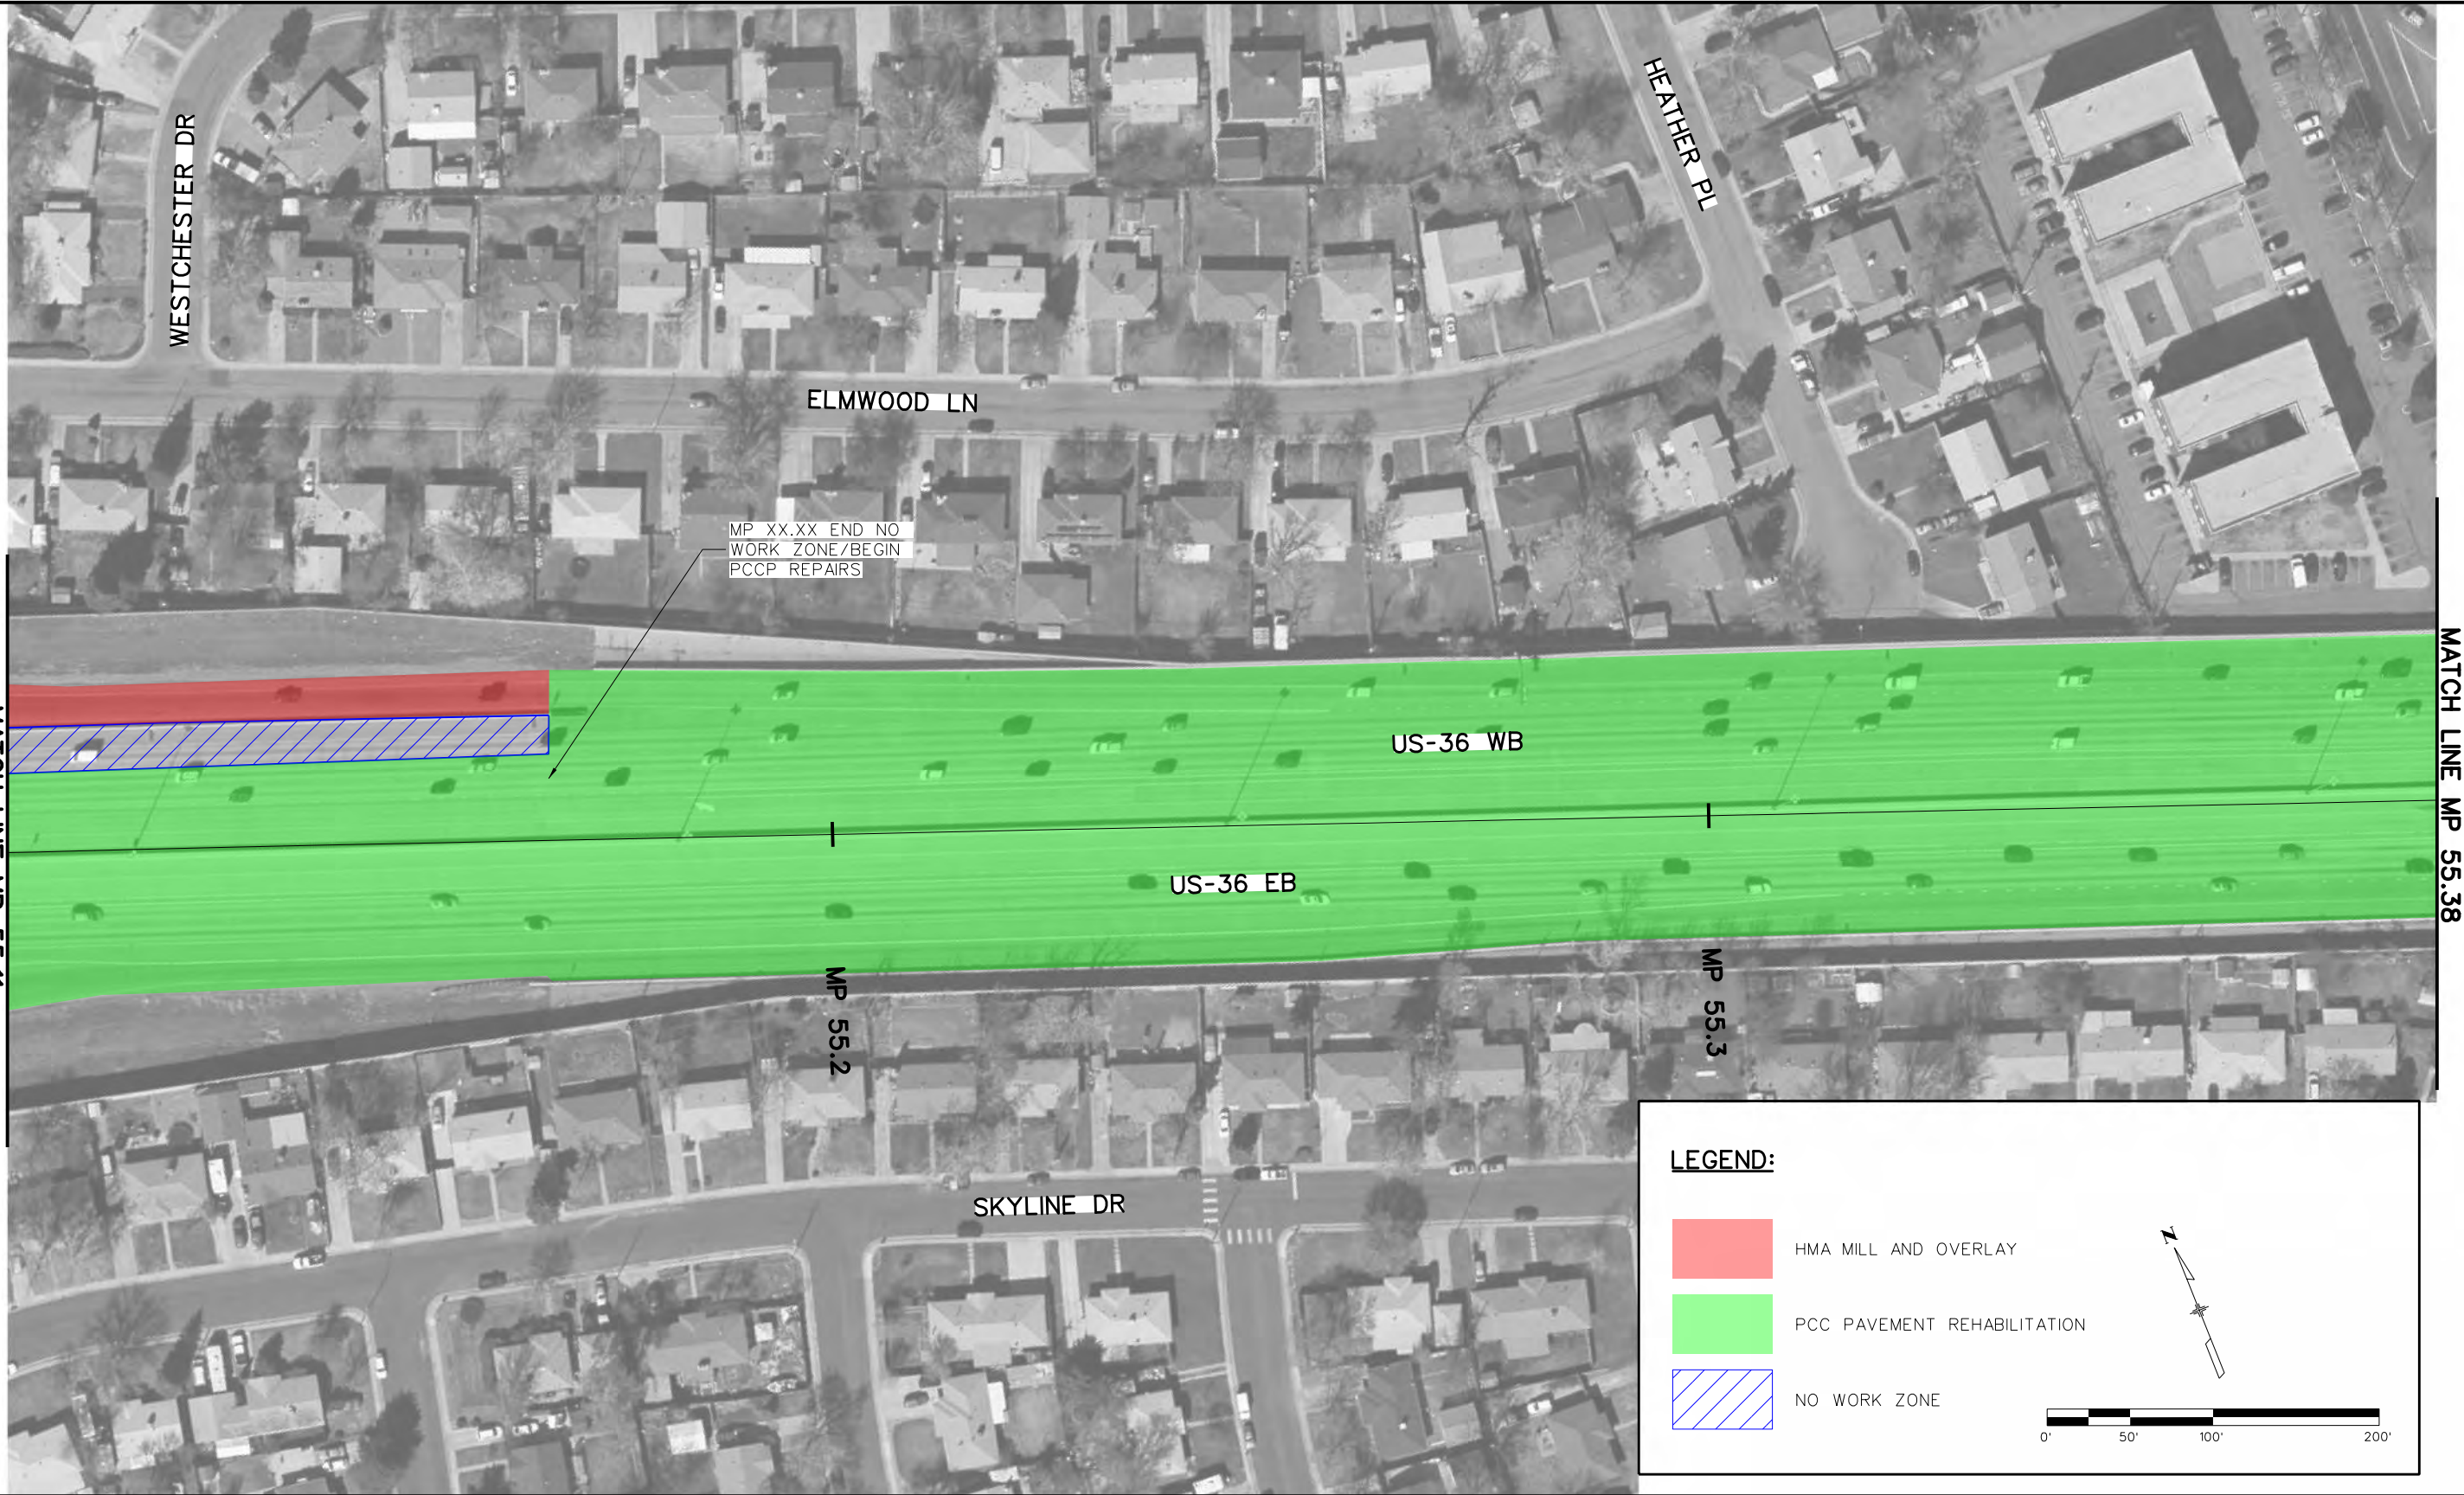 WESTCHESTER DR
HEATHER PL
ELMWOOD LN
MP XX.XX END NO
WORK ZONE/BEGIN
PCCP REPAIRS
US-36 WB
US-36 EB
MATCH LINE MP 55.38
MP 55.2
MP 55.3
SKYLINE DR
LEGEND:
HMA MILL AND OVERLAY
PCC PAVEMENT REHABILITATION
NO WORK ZONE
N
0' 50' 100' 200'